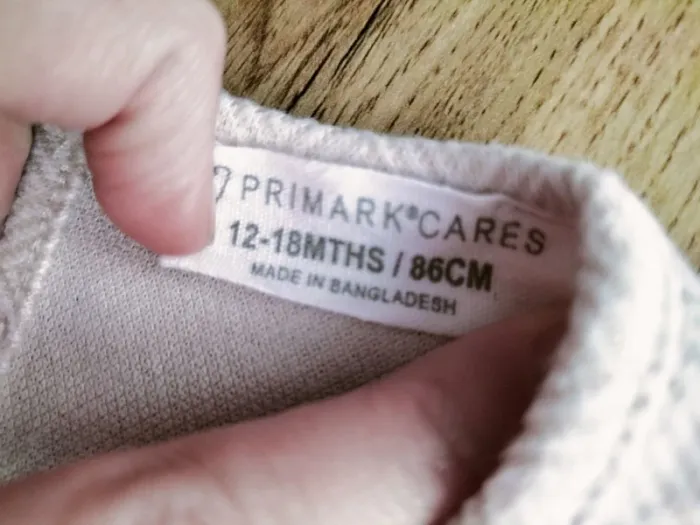 PRIMARK®CARES
12-18MTHS / 86CM
MADE IN BANGLADESH